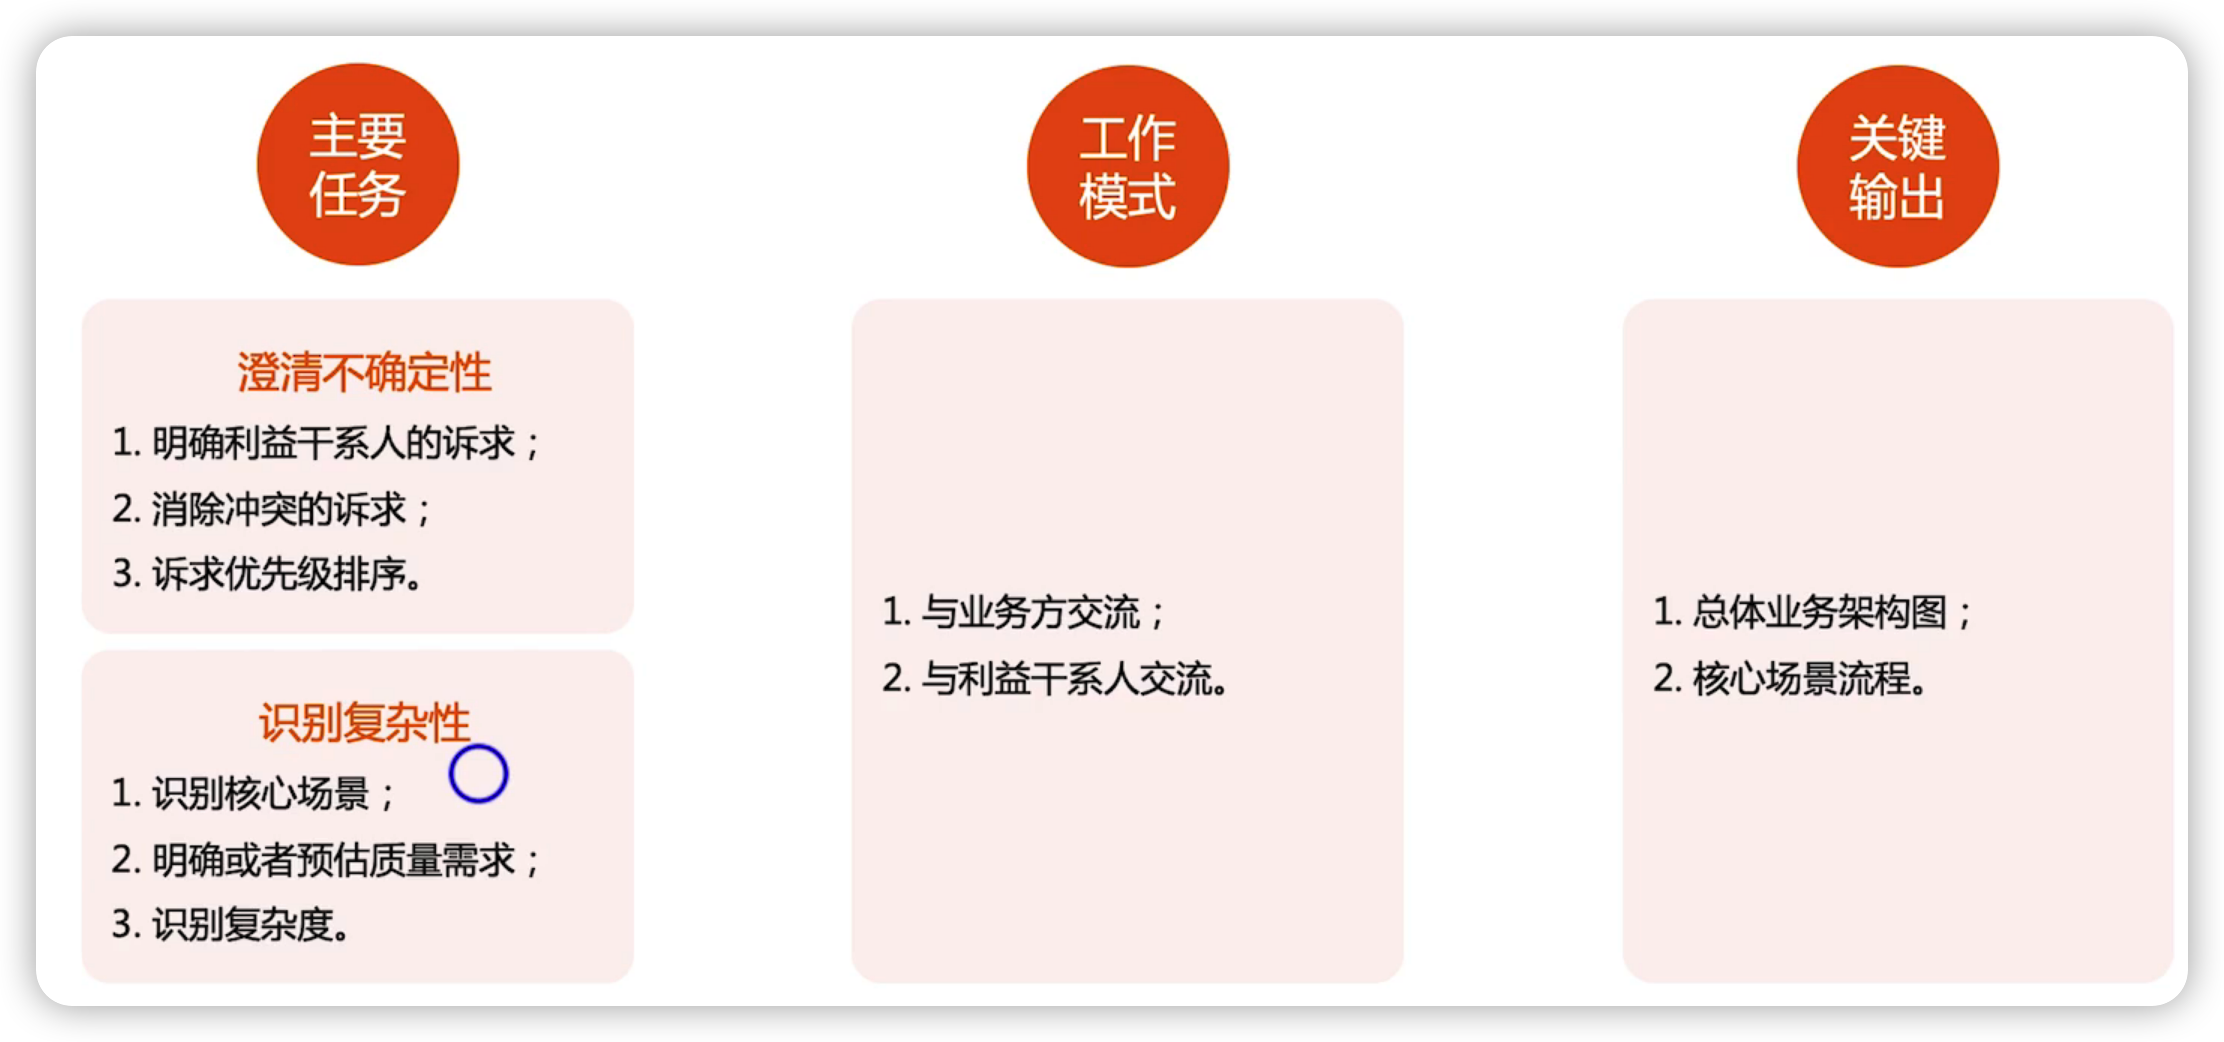 主要
任务
工作
模式
关键
输出
澄清不确定性
1. 明确利益干系人的诉求；
2. 消除冲突的诉求；
3. 诉求优先级排序。
识别复杂性
1. 识别核心场景；
2. 明确或者预估质量需求；
3. 识别复杂度。
1. 与业务方交流；
2. 与利益干系人交流。
1. 总体业务架构图；
2. 核心场景流程。